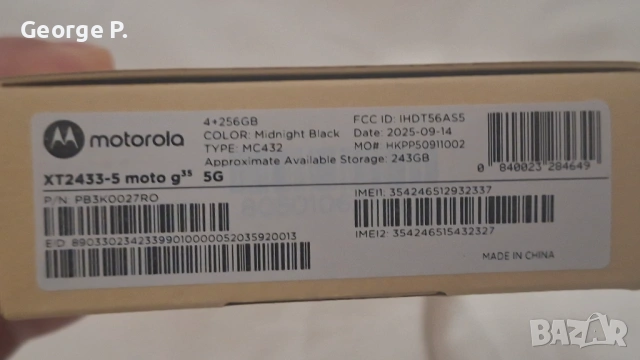 George P.
motorola
4+256GB
COLOR: Midnight Black
TYPE: MC432
Approximate Available Storage: 243GB
FCC ID: IHDT56AS5
Date: 2025-09-14
MO# HKPP50911002
0 840023 284649
XT2433-5 moto g³⁵ 5G
P/N PB3K0027RO
IMEI1: 354246512932337
EID: 89033023423399010000052035920013
IMEI2: 354246515432327
MADE IN CHINA
BAZAR